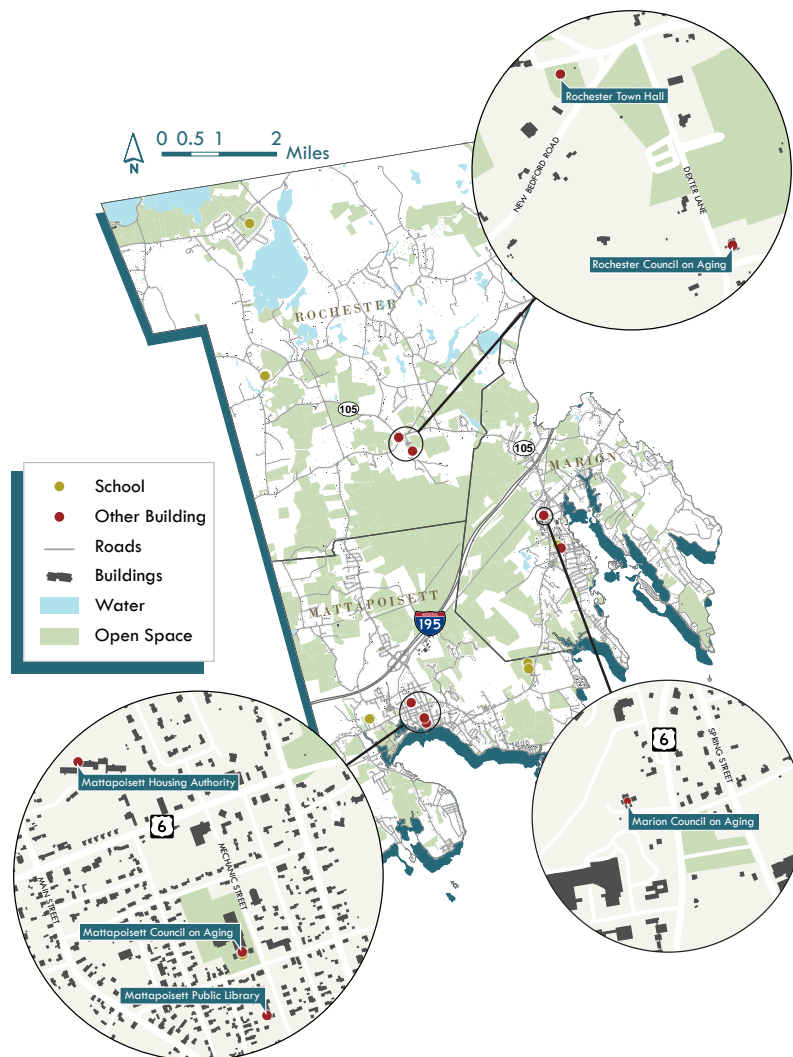 Rochester Town Hall
NEW BEDFORD ROAD
DEXTER LANE
Rochester Council on Aging
0 0.5 1 2 Miles
N
ROCHESTER
105
105
MARION
School
Other Building
Roads
Buildings
Water
Open Space
MATTAPOISETT
195
Mattapoisett Housing Authority
6
MAIN STREET
MECHANIC STREET
Mattapoisett Council on Aging
Mattapoisett Public Library
6
SPRING STREET
Marion Council on Aging